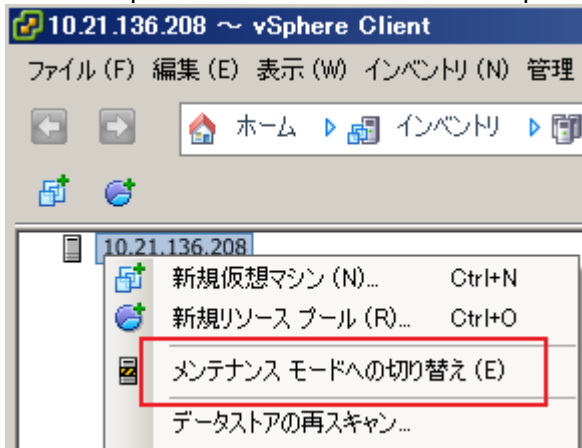 10.21.136.208 ～ vSphere Client
ファイル(F) 編集(E) 表示(W) インベントリ(N) 管理
ホーム インベントリ
10.21.136.208
新規仮想マシン(N)... Ctrl+N
新規リソース プール(R)... Ctrl+O
メンテナンス モードへの切り替え(E)
データストアの再スキャン...